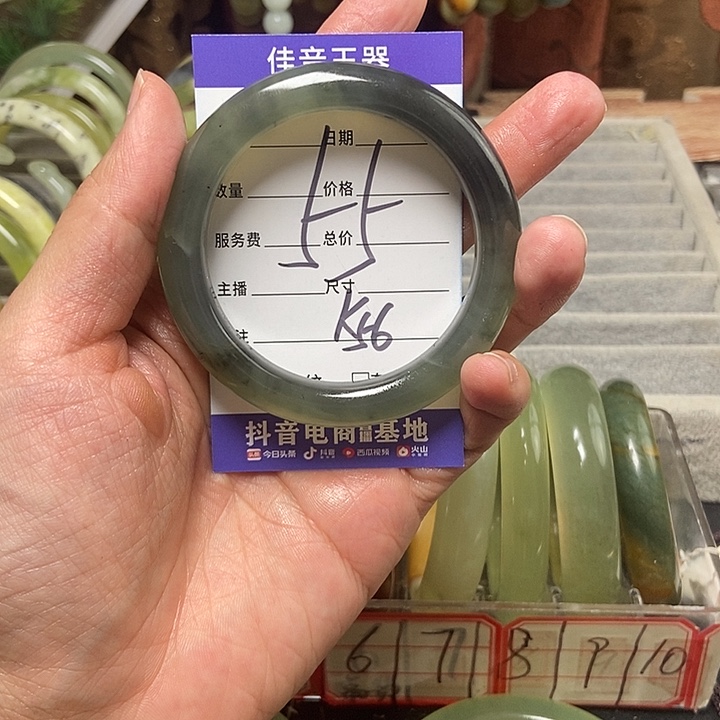 佳音玉器
日期
数量 价格
服务费 总价
主播 尺寸
注
K56
抖音电商 基地
今日头条 抖音 西瓜视频 火山
6 7 8 9 10